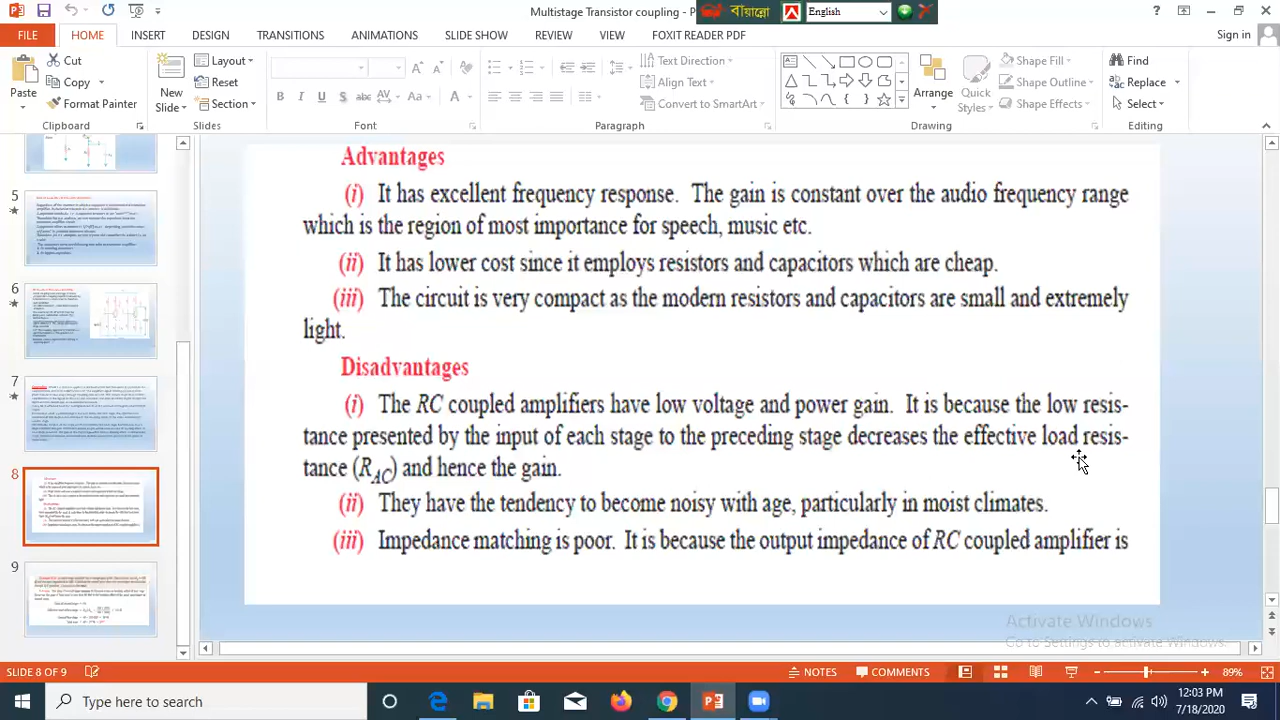 Multistage Transistor coupling - P
বায়ান্নো
English
FILE HOME INSERT DESIGN TRANSITIONS ANIMATIONS SLIDE SHOW REVIEW VIEW FOXIT READER PDF Sign in
Paste Cut Copy Format Painter Clipboard
New Slide Layout Reset Section Slides
B I U S abc AV Aa A Font
Text Direction Align Text Convert to SmartArt Paragraph
Arrange Quick Styles Shape Fill Shape Outline Shape Effects Drawing
Find Replace Select Editing
Advantages
(i) It has excellent frequency response. The gain is constant over the audio frequency range
which is the region of most importance for speech, music etc.
(ii) It has lower cost since it employs resistors and capacitors which are cheap.
(iii) The circuit is very compact as the modern resistors and capacitors are small and extremely
light.
Disadvantages
(i) The RC coupled amplifiers have low voltage and power gain. It is because the low resis-
tance presented by the input of each stage to the preceding stage decreases the effective load resis-
tance (RAC) and hence the gain.
(ii) They have the tendency to become noisy with age, particularly in moist climates.
(iii) Impedance matching is poor. It is because the output impedance of RC coupled amplifier is
5
6
7
8
9
Activate Windows
Go to Settings to activate Windows.
SLIDE 8 OF 9 NOTES COMMENTS 89%
Type here to search
12:03 PM
7/18/2020